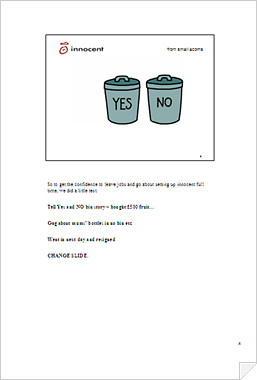 innocent
from small acorns
YES
NO
So to get the confidence to leave jobs and go about setting up innocent full
time, we did a little test.
Tell Yes and NO bin story – bought £500 fruit...
Gag about mums' bottles in no bin etc
Went in next day and resigned
CHANGE SLIDE.